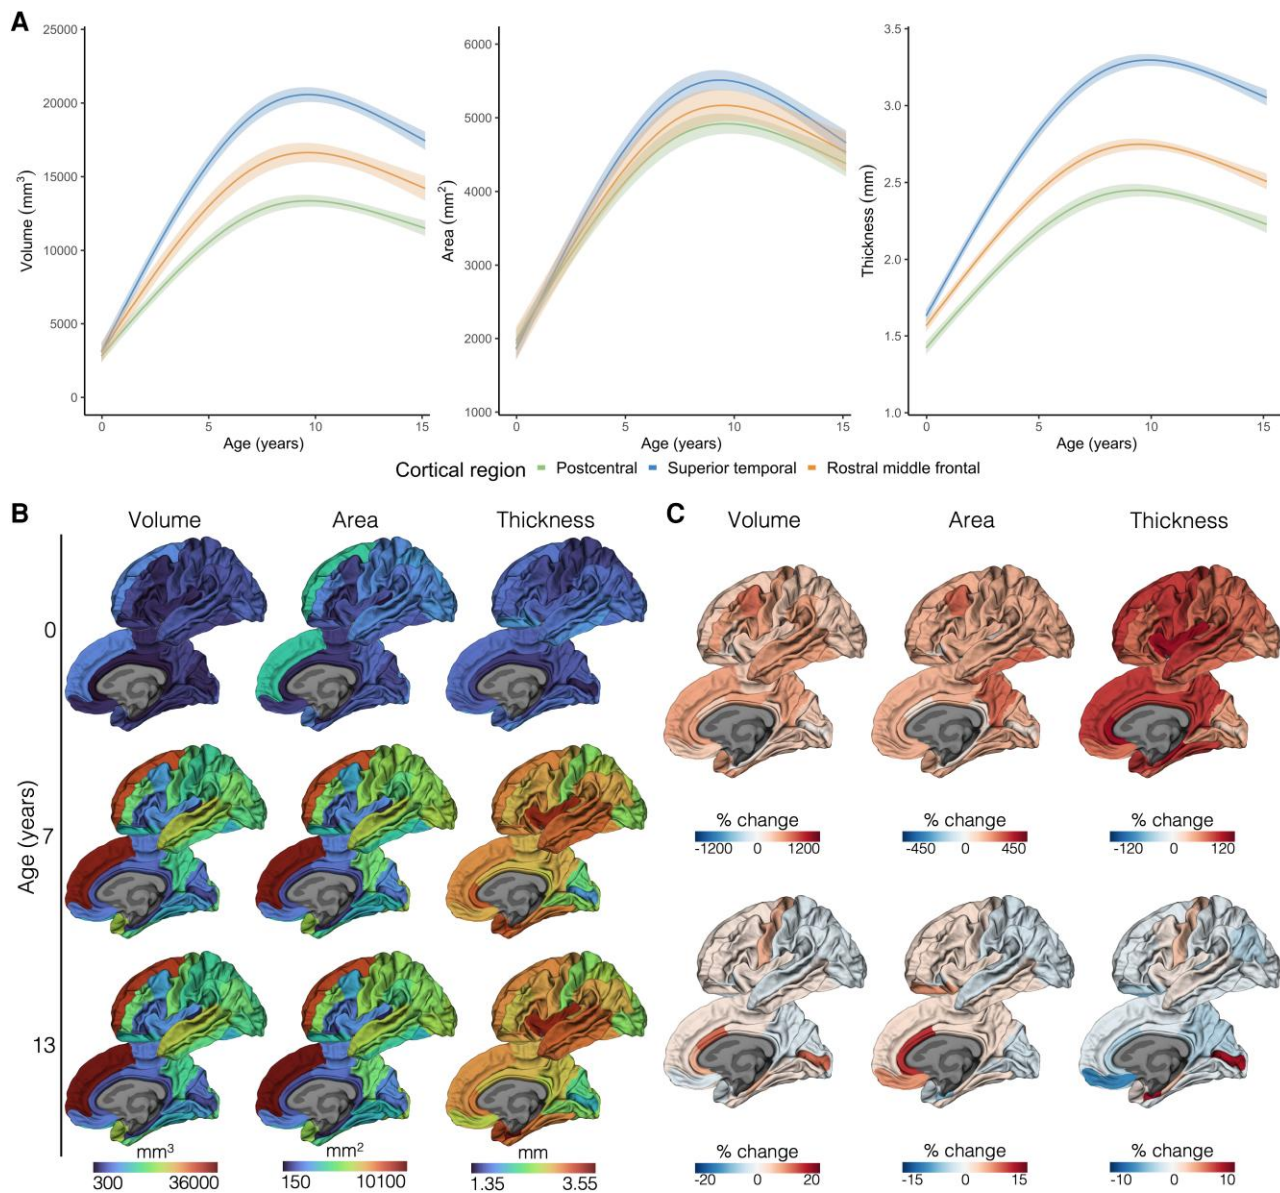 A
25000
20000
15000
10000
5000
0
Volume (mm³)
0 5 10 15
Age (years)
6000
5000
4000
3000
2000
1000
Area (mm²)
0 5 10 15
Age (years)
3.5
3.0
2.5
2.0
1.5
1.0
Thickness (mm)
0 5 10 15
Age (years)
Cortical region Postcentral Superior temporal Rostral middle frontal
B
Volume Area Thickness
0
7
13
Age (years)
mm³ mm² mm
300 36000 150 10100 1.35 3.55
C
Volume Area Thickness
% change % change % change
-1200 0 1200 -450 0 450 -120 0 120
% change % change % change
-20 0 20 -15 0 15 -10 0 10